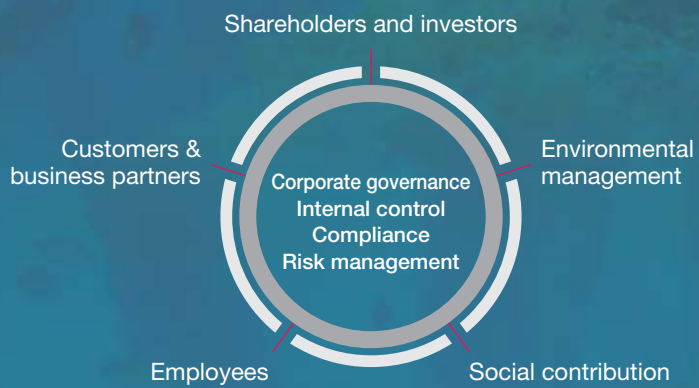 Shareholders and investors
Customers &
business partners
Environmental
management
Corporate governance
Internal control
Compliance
Risk management
Employees
Social contribution